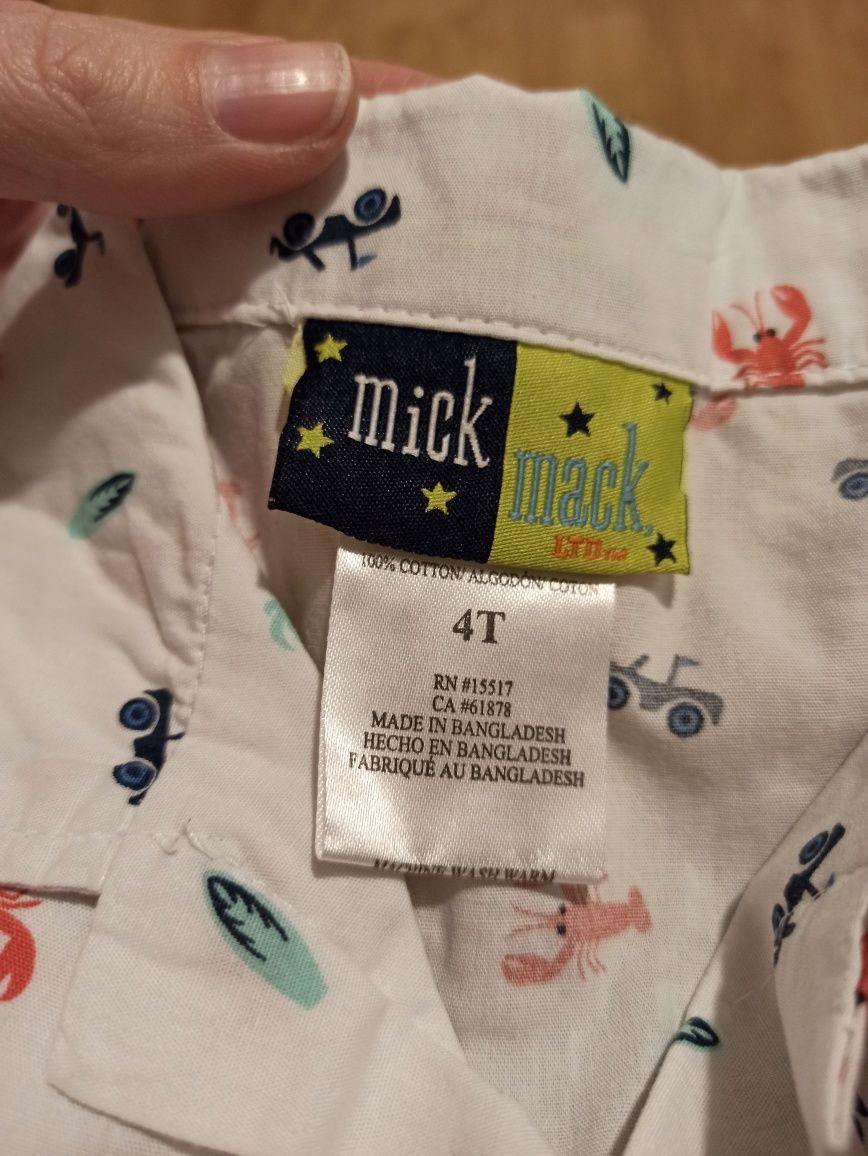 mick
mack,
LTD
100% COTTON/ ALGODÓN/ COTON
4T
RN #15517
CA #61878
MADE IN BANGLADESH
HECHO EN BANGLADESH
FABRIQUÉ AU BANGLADESH
MACHINE WASH WARM